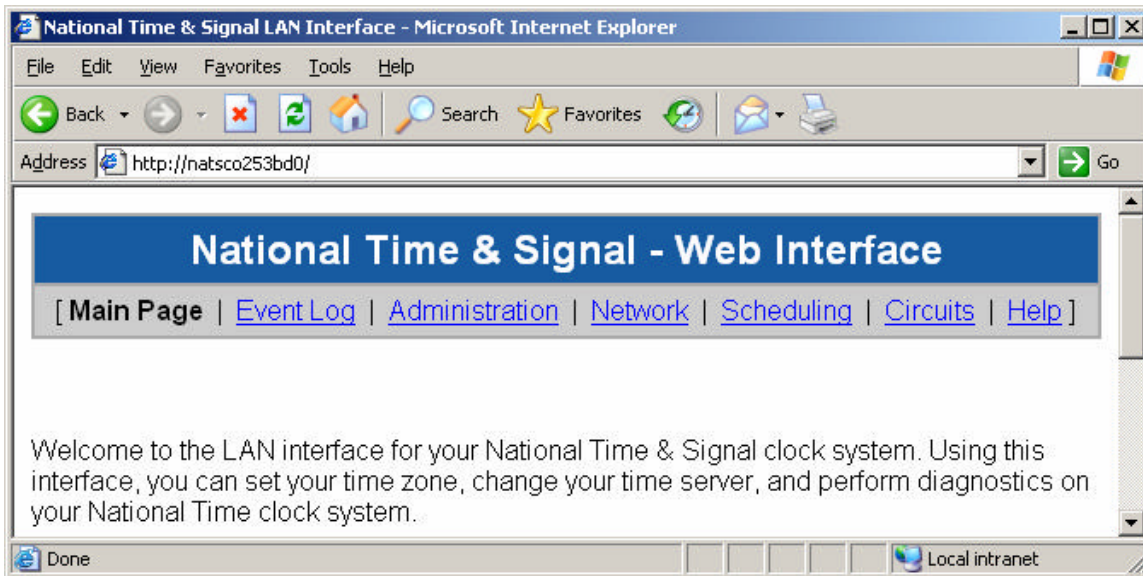 National Time & Signal LAN Interface - Microsoft Internet Explorer
File Edit View Favorites Tools Help
Back Search Favorites
Address http://natsco253bd0/ Go
National Time & Signal - Web Interface
[ Main Page | Event Log | Administration | Network | Scheduling | Circuits | Help ]
Welcome to the LAN interface for your National Time & Signal clock system. Using this
interface, you can set your time zone, change your time server, and perform diagnostics on
your National Time clock system.
Done Local intranet